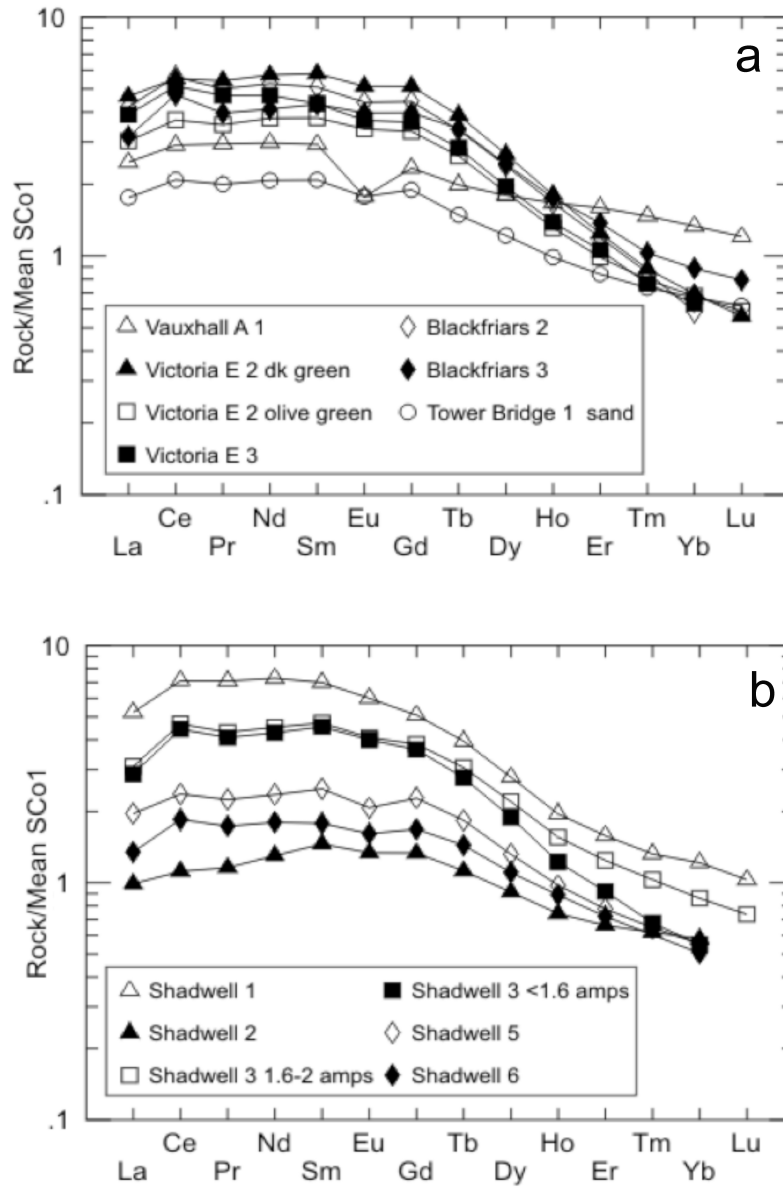 10
a
Rock/Mean SCo1
1
Vauxhall A 1
Blackfriars 2
Victoria E 2 dk green
Blackfriars 3
Victoria E 2 olive green
Tower Bridge 1 sand
Victoria E 3
.1
Ce Nd Eu Tb Ho Tm Lu
La Pr Sm Gd Dy Er Yb
10
b
Rock/Mean SCo1
1
Shadwell 1
Shadwell 3 <1.6 amps
Shadwell 2
Shadwell 5
Shadwell 3 1.6-2 amps
Shadwell 6
.1
Ce Nd Eu Tb Ho Tm Lu
La Pr Sm Gd Dy Er Yb